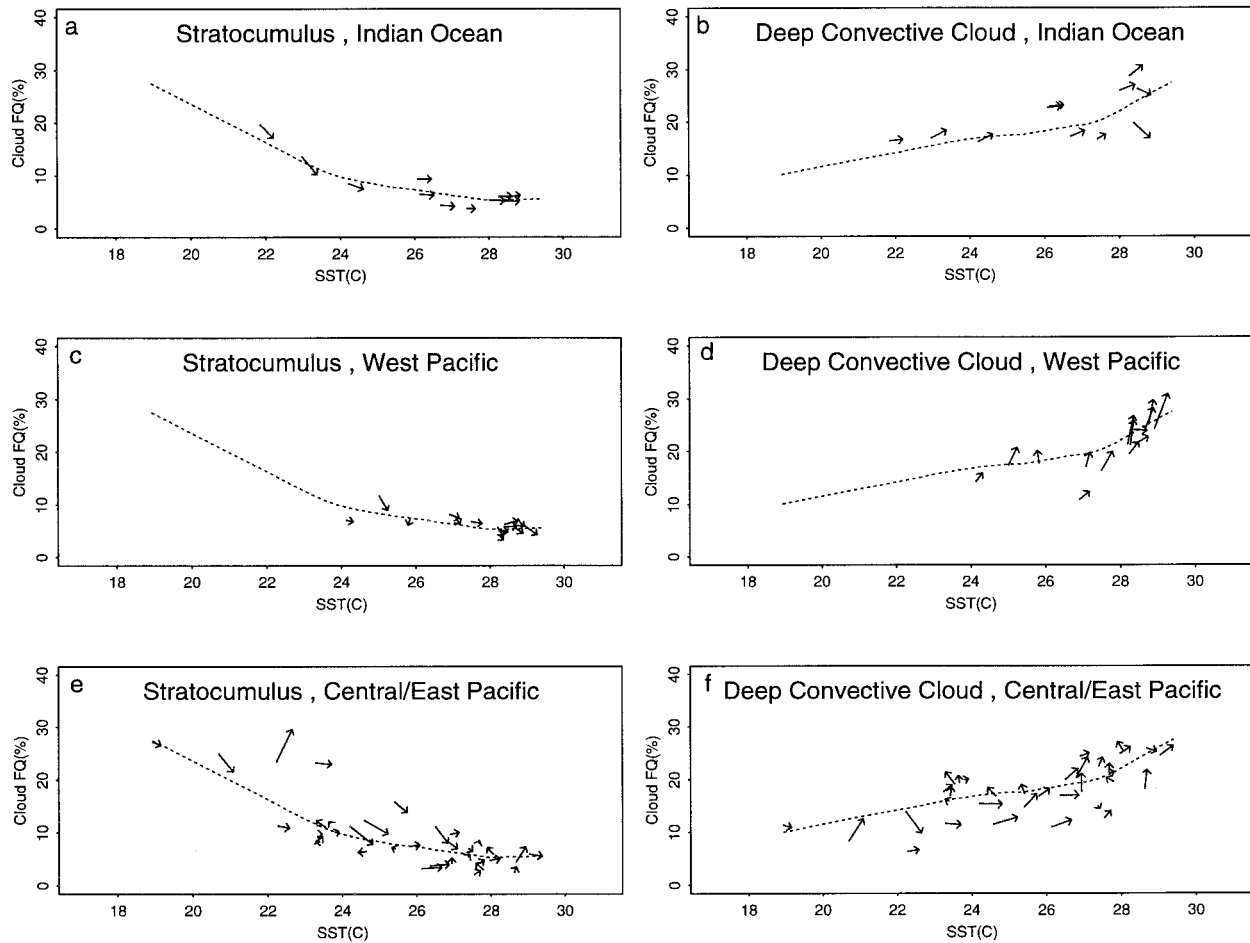 a
Stratocumulus , Indian Ocean
Cloud FQ(%)
40
30
20
10
0
18 20 22 24 26 28 30
SST(C)
b
Deep Convective Cloud , Indian Ocean
Cloud FQ(%)
40
30
20
10
0
18 20 22 24 26 28 30
SST(C)
c
Stratocumulus , West Pacific
Cloud FQ(%)
40
30
20
10
0
18 20 22 24 26 28 30
SST(C)
d
Deep Convective Cloud , West Pacific
Cloud FQ(%)
40
30
20
10
0
18 20 22 24 26 28 30
SST(C)
e
Stratocumulus , Central/East Pacific
Cloud FQ(%)
40
30
20
10
0
18 20 22 24 26 28 30
SST(C)
f
Deep Convective Cloud , Central/East Pacific
Cloud FQ(%)
40
30
20
10
0
18 20 22 24 26 28 30
SST(C)